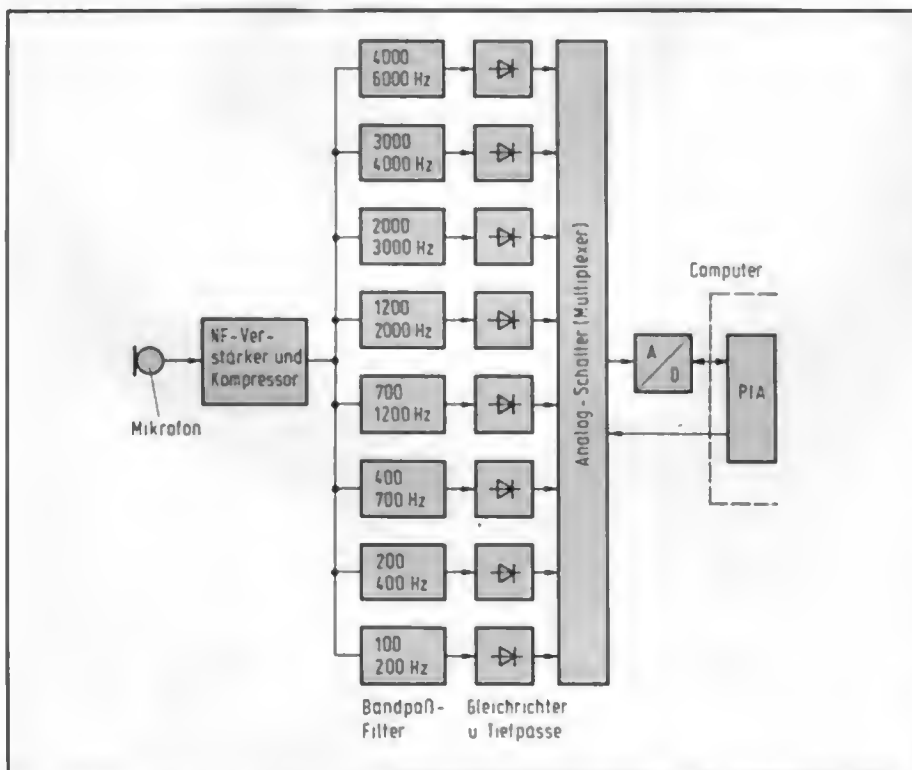 4000
6000 Hz
3000
4000 Hz
2000
3000 Hz
1200
2000 Hz
700
1200 Hz
400
700 Hz
200
400 Hz
100
200 Hz
Mikrofon
NF-Ver-
stärker und
Kompressor
Bandpaß-
Filter
Gleichrichter
u Tiefpasse
Analog-Schalter (Multiplexer)
A
D
Computer
PIA